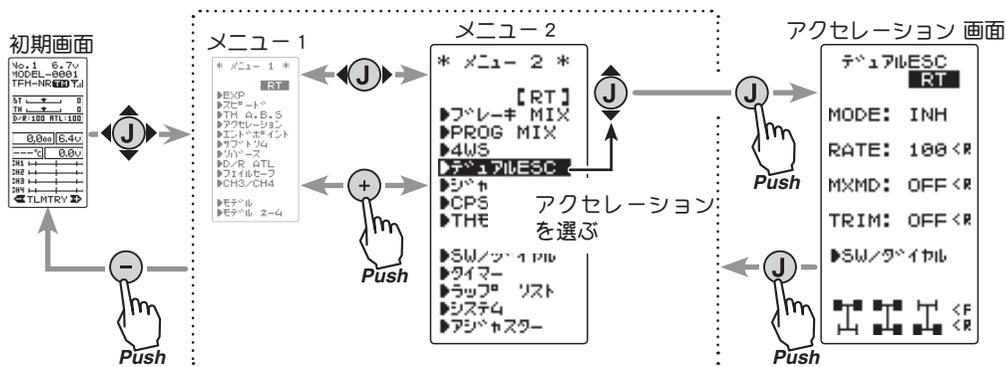 初期画面
No.1 6.7V
MODEL-0001
TFH-NR TM
ST 0
TH 0
D/R:100 ATL:100
6.4V
---℃ 0.0V
CH1
CH2
CH3
CH4
TLMTRY
J
−
Push
メニュー 1
* メニュー 1 *
RT
▶EXP
▶スピード
▶TH A.B.S
▶アクセレーション
▶エンドポイント
▶サブトリム
▶リバース
▶D/R ATL
▶フェイルセーフ
▶CH3/CH4
▶モデル
▶モデル ネーム
J
+
Push
メニュー 2
* メニュー 2 *
[RT]
▶ブレーキ MIX
▶PROG MIX
▶4WS
▶デュアルESC
▶ジャ
▶CPS
▶THモ
▶SW/ダイヤル
▶タイマー
▶ラップ リスト
▶システム
▶アジャスター
J
アクセレーション
を選ぶ
J
Push
J
Push
アクセレーション 画面
デュアルESC
RT
MODE: INH
RATE: 100<R
MXMD: OFF<R
TRIM: OFF<R
▶SW/ダイヤル
<F
<R